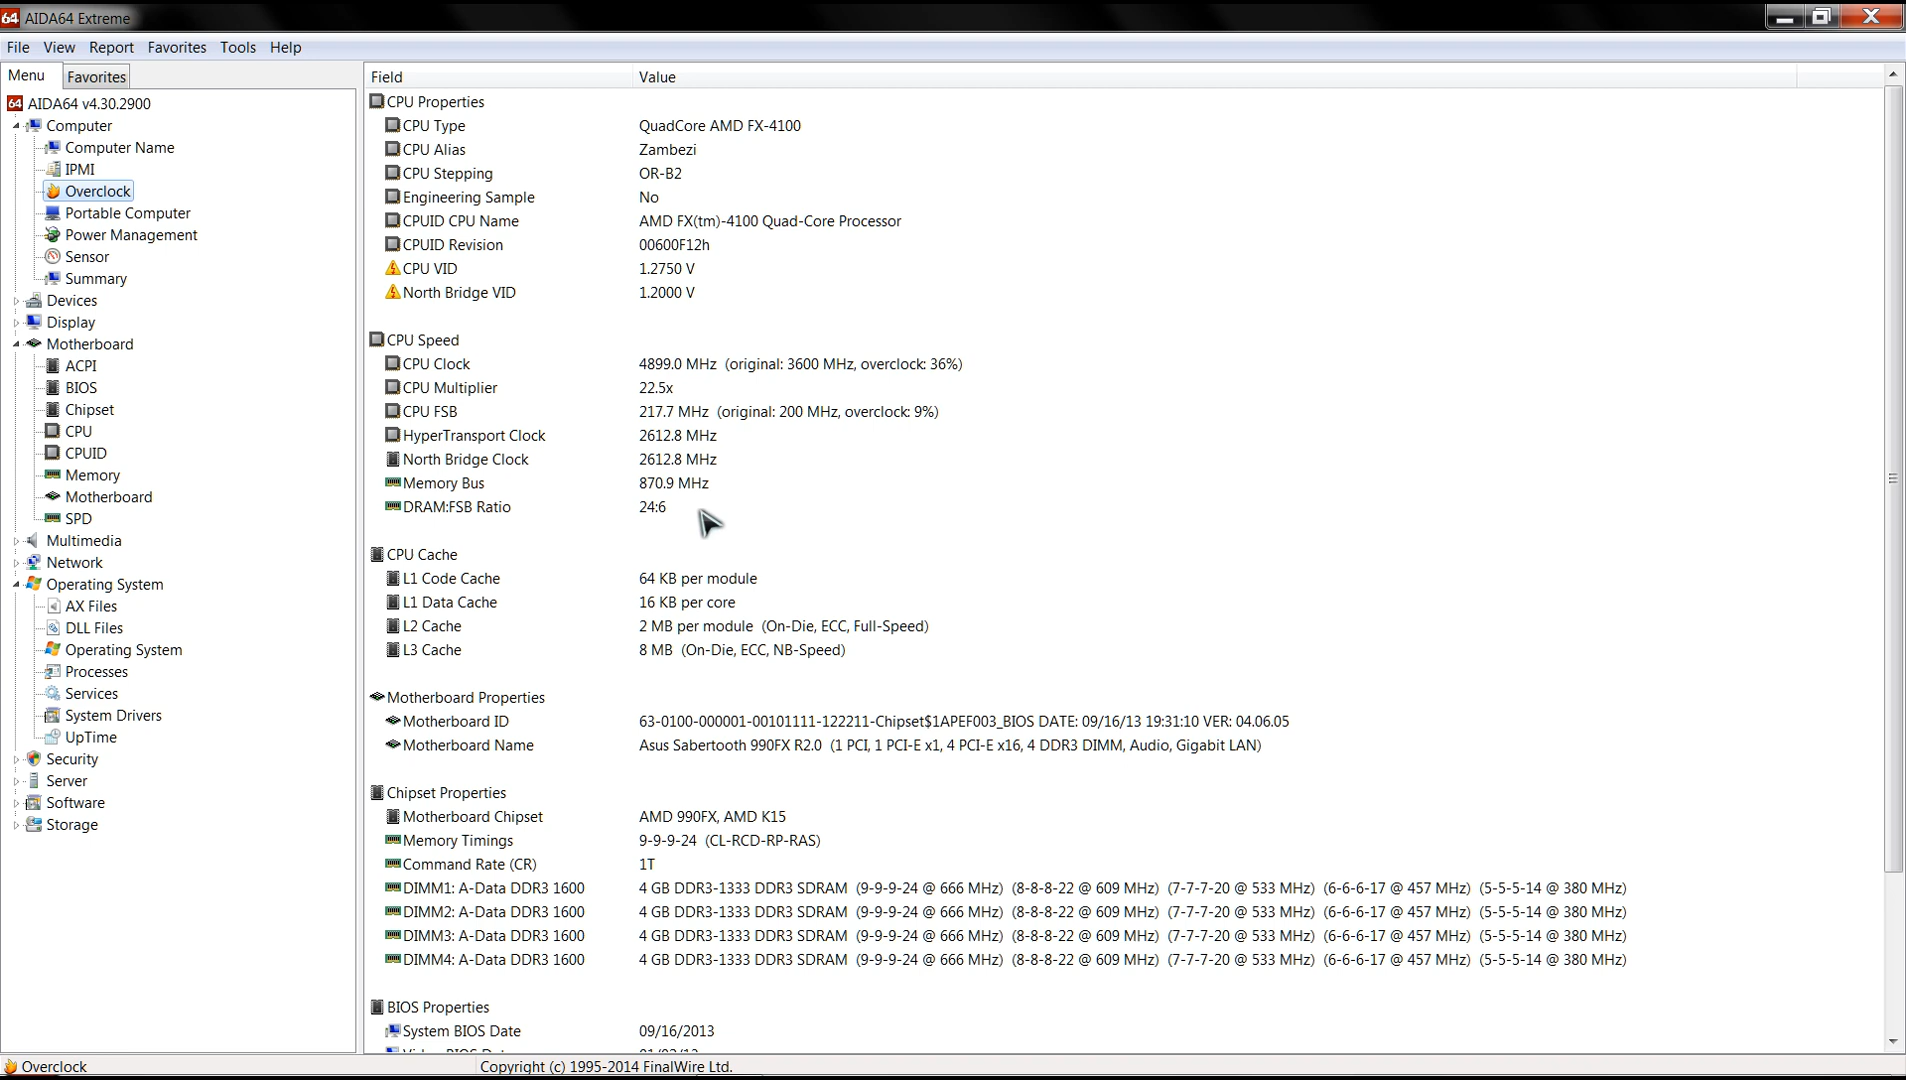 64 AIDA64 Extreme
File View Report Favorites Tools Help
Menu Favorites
Field Value
64 AIDA64 v4.30.2900
Computer
Computer Name
IPMI
Overclock
Portable Computer
Power Management
Sensor
Summary
Devices
Display
Motherboard
ACPI
BIOS
Chipset
CPU
CPUID
Memory
Motherboard
SPD
Multimedia
Network
Operating System
AX Files
DLL Files
Operating System
Processes
Services
System Drivers
UpTime
Security
Server
Software
Storage
CPU Properties
CPU Type QuadCore AMD FX-4100
CPU Alias Zambezi
CPU Stepping OR-B2
Engineering Sample No
CPUID CPU Name AMD FX(tm)-4100 Quad-Core Processor
CPUID Revision 00600F12h
CPU VID 1.2750 V
North Bridge VID 1.2000 V
CPU Speed
CPU Clock 4899.0 MHz (original: 3600 MHz, overclock: 36%)
CPU Multiplier 22.5x
CPU FSB 217.7 MHz (original: 200 MHz, overclock: 9%)
HyperTransport Clock 2612.8 MHz
North Bridge Clock 2612.8 MHz
Memory Bus 870.9 MHz
DRAM:FSB Ratio 24:6
CPU Cache
L1 Code Cache 64 KB per module
L1 Data Cache 16 KB per core
L2 Cache 2 MB per module (On-Die, ECC, Full-Speed)
L3 Cache 8 MB (On-Die, ECC, NB-Speed)
Motherboard Properties
Motherboard ID 63-0100-000001-00101111-122211-Chipset$1APEF003_BIOS DATE: 09/16/13 19:31:10 VER: 04.06.05
Motherboard Name Asus Sabertooth 990FX R2.0 (1 PCI, 1 PCI-E x1, 4 PCI-E x16, 4 DDR3 DIMM, Audio, Gigabit LAN)
Chipset Properties
Motherboard Chipset AMD 990FX, AMD K15
Memory Timings 9-9-9-24 (CL-RCD-RP-RAS)
Command Rate (CR) 1T
DIMM1: A-Data DDR3 1600 4 GB DDR3-1333 DDR3 SDRAM (9-9-9-24 @ 666 MHz) (8-8-8-22 @ 609 MHz) (7-7-7-20 @ 533 MHz) (6-6-6-17 @ 457 MHz) (5-5-5-14 @ 380 MHz)
DIMM2: A-Data DDR3 1600 4 GB DDR3-1333 DDR3 SDRAM (9-9-9-24 @ 666 MHz) (8-8-8-22 @ 609 MHz) (7-7-7-20 @ 533 MHz) (6-6-6-17 @ 457 MHz) (5-5-5-14 @ 380 MHz)
DIMM3: A-Data DDR3 1600 4 GB DDR3-1333 DDR3 SDRAM (9-9-9-24 @ 666 MHz) (8-8-8-22 @ 609 MHz) (7-7-7-20 @ 533 MHz) (6-6-6-17 @ 457 MHz) (5-5-5-14 @ 380 MHz)
DIMM4: A-Data DDR3 1600 4 GB DDR3-1333 DDR3 SDRAM (9-9-9-24 @ 666 MHz) (8-8-8-22 @ 609 MHz) (7-7-7-20 @ 533 MHz) (6-6-6-17 @ 457 MHz) (5-5-5-14 @ 380 MHz)
BIOS Properties
System BIOS Date 09/16/2013
Overclock Copyright (c) 1995-2014 FinalWire Ltd.